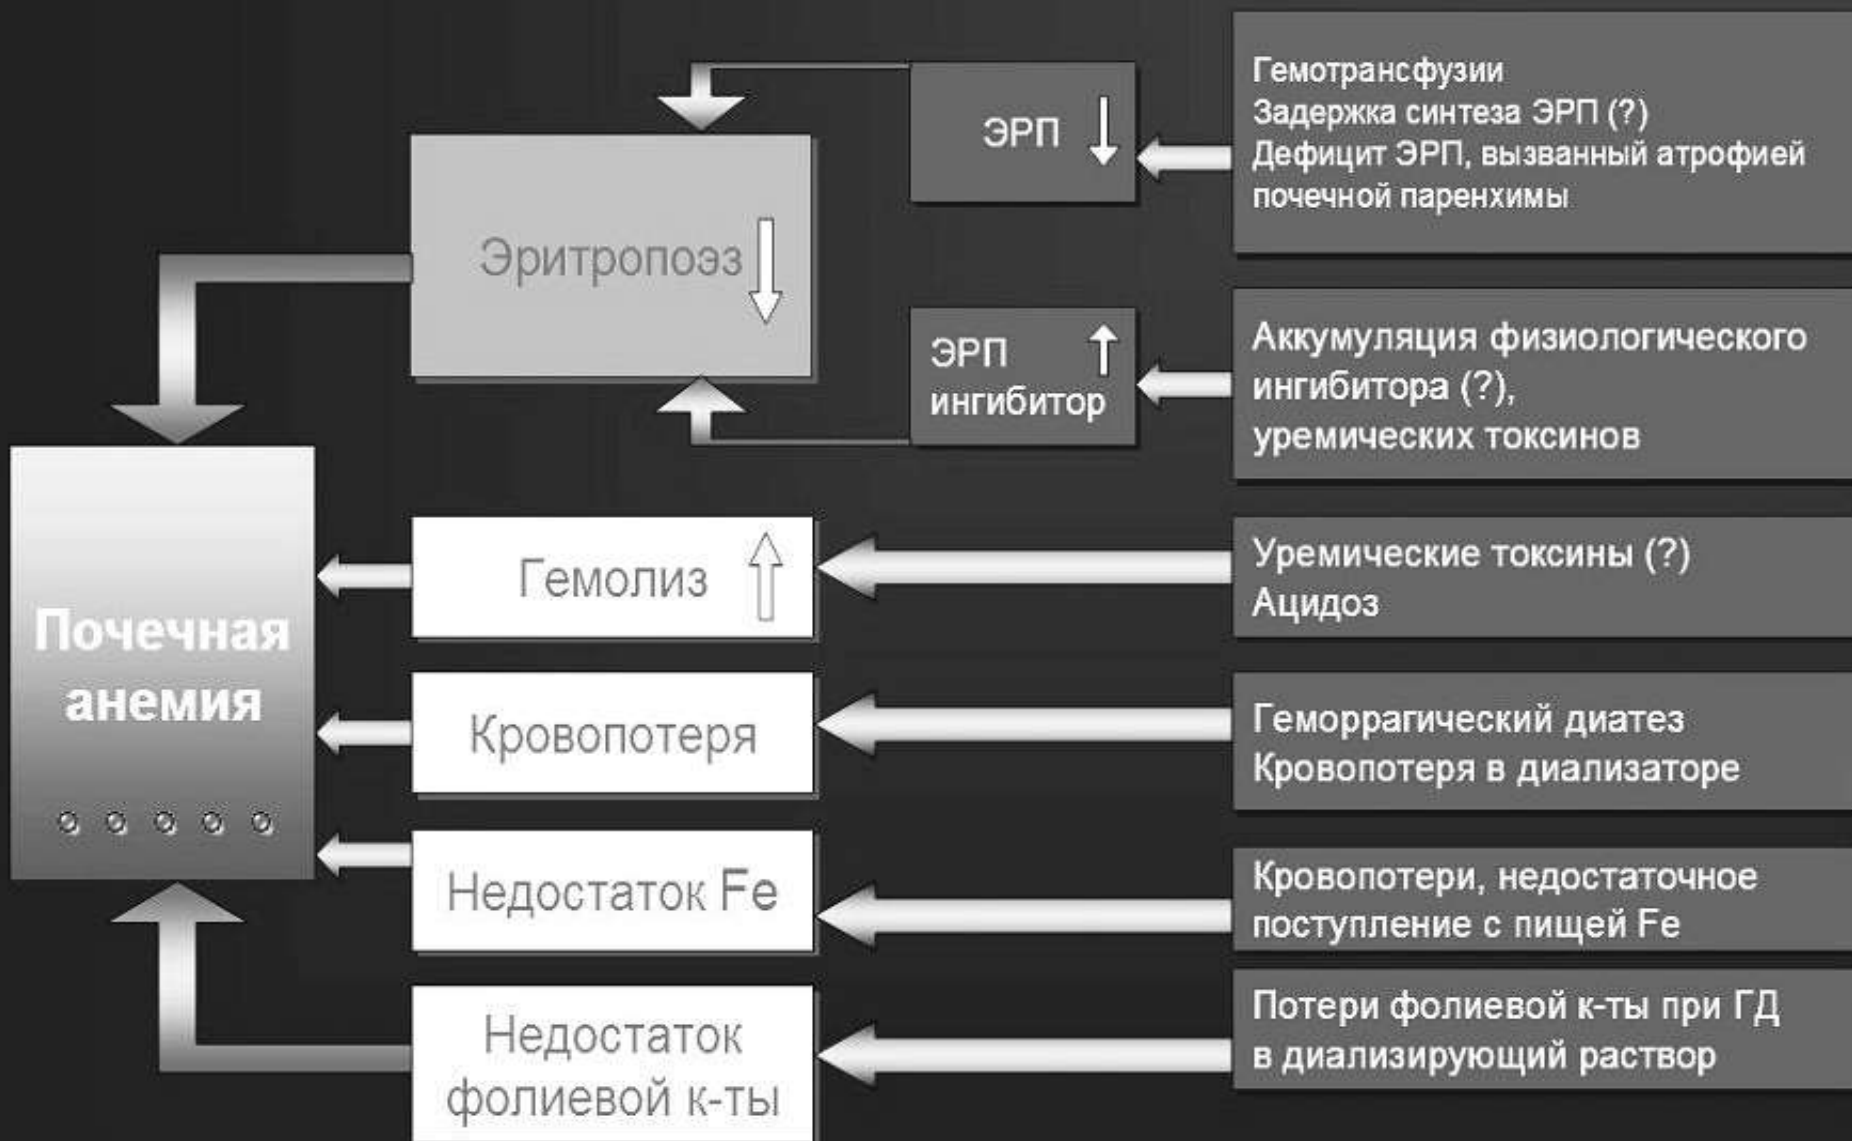 Гемотрансфузии
Задержка синтеза ЭРП (?)
Дефицит ЭРП, вызванный атрофией
почечной паренхимы
ЭРП
Эритропоэз
ЭРП
ингибитор
Аккумуляция физиологического
ингибитора (?),
уремических токсинов
Почечная
анемия
Гемолиз
Уремические токсины (?)
Ацидоз
Кровопотеря
Геморрагический диатез
Кровопотеря в диализаторе
Недостаток Fe
Кровопотери, недостаточное
поступление с пищей Fe
Недостаток
фолиевой к-ты
Потери фолиевой к-ты при ГД
в диализирующий раствор